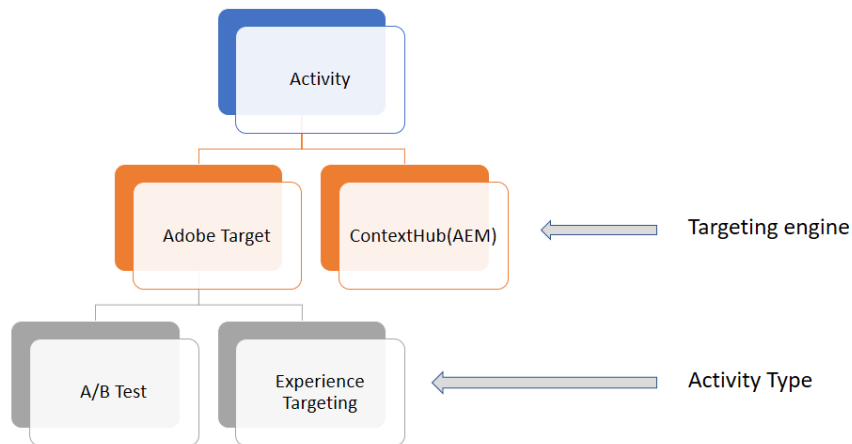 Activity
Adobe Target
ContextHub(AEM)
Targeting engine
A/B Test
Experience
Targeting
Activity Type